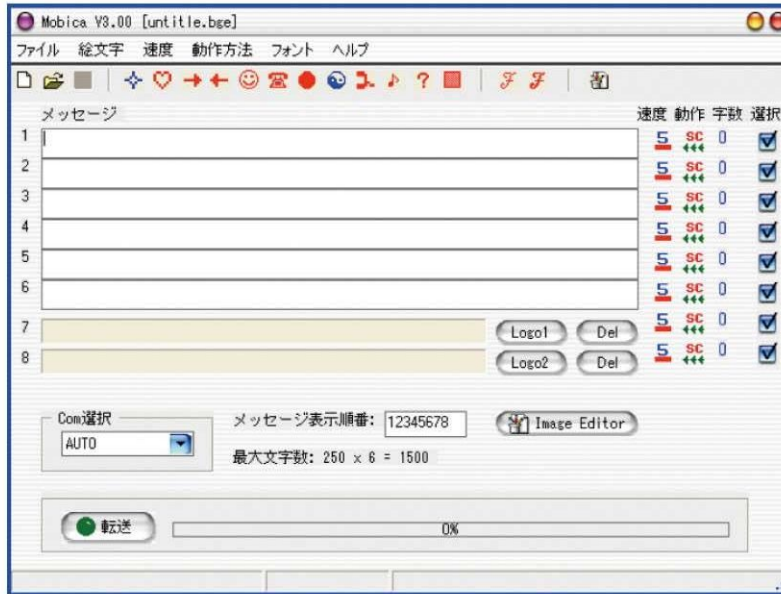 Mobica V3.00 [untitle.bge]
ファイル 絵文字 速度 動作方法 フォント ヘルプ
? F F
メッセージ 速度 動作 字数 選択
1 5 SC 0
2 5 SC 0
3 5 SC 0
4 5 SC 0
5 5 SC 0
6 5 SC 0
7 Logo1 Del 5 SC 0
8 Logo2 Del 5 SC 0
Com選択 メッセージ表示順番: 12345678 Image Editor
AUTO
最大文字数: 250 x 6 = 1500
転送 0%